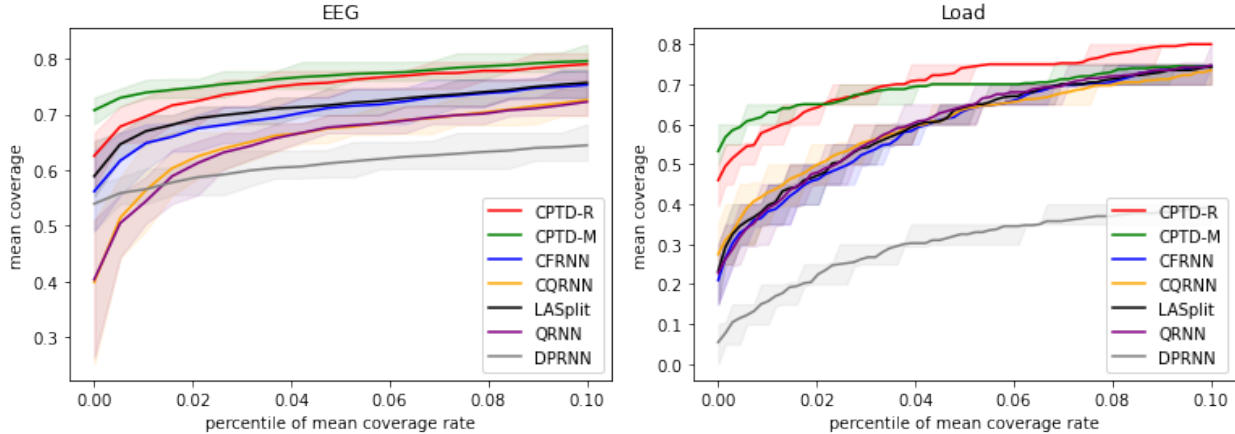 EEG
mean coverage
0.8
0.7
0.6
0.5
0.4
0.3
CPTD-R
CPTD-M
CFRNN
CQRNN
LASplit
QRNN
DPRNN
0.00 0.02 0.04 0.06 0.08 0.10
percentile of mean coverage rate
Load
mean coverage
0.8
0.7
0.6
0.5
0.4
0.3
0.2
0.1
0.0
CPTD-R
CPTD-M
CFRNN
CQRNN
LASplit
QRNN
DPRNN
0.00 0.02 0.04 0.06 0.08 0.10
percentile of mean coverage rate